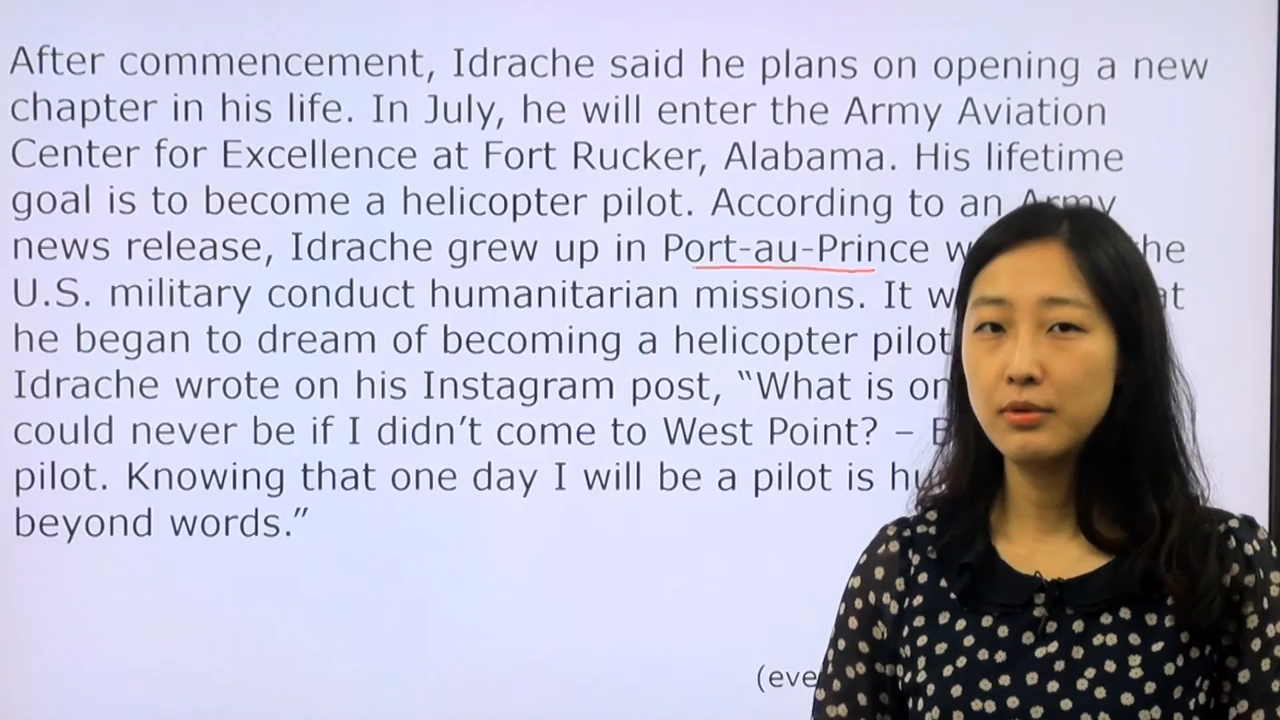 After commencement, Idrache said he plans on opening a new
chapter in his life. In July, he will enter the Army Aviation
Center for Excellence at Fort Rucker, Alabama. His lifetime
goal is to become a helicopter pilot. According to an Army
news release, Idrache grew up in Port-au-Prince
U.S. military conduct humanitarian missions. It
he began to dream of becoming a helicopter pilot
Idrache wrote on his Instagram post, “What is
could never be if I didn’t come to West Point? –
pilot. Knowing that one day I will be a pilot is
beyond words.”